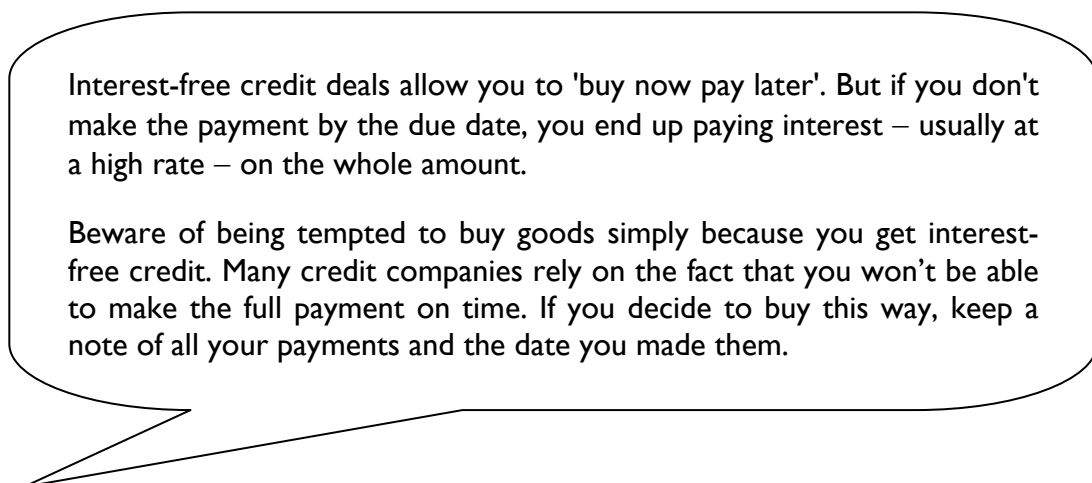 Interest-free credit deals allow you to 'buy now pay later'. But if you don't
make the payment by the due date, you end up paying interest – usually at
a high rate – on the whole amount.
Beware of being tempted to buy goods simply because you get interest-
free credit. Many credit companies rely on the fact that you won’t be able
to make the full payment on time. If you decide to buy this way, keep a
note of all your payments and the date you made them.